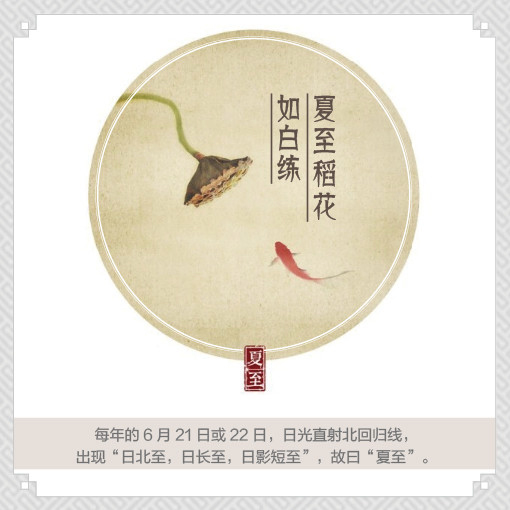 夏至稻花
如白练
夏至
每年的6月21日或22日，日光直射北回归线，
出现“日北至，日长至，日影短至”，故曰“夏至”。